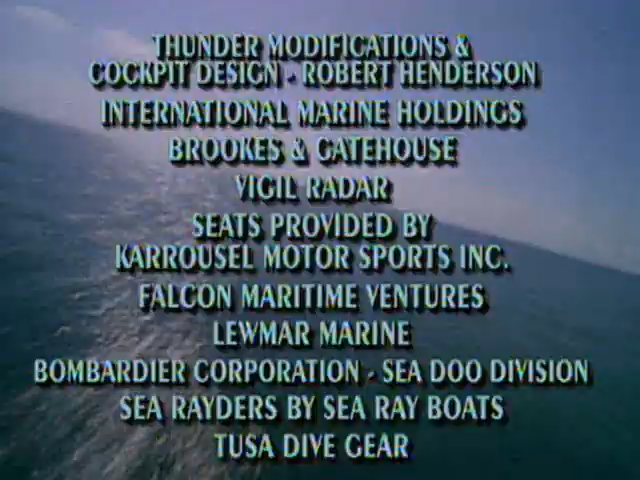 THUNDER MODIFICATIONS &
COCKPIT DESIGN - ROBERT HENDERSON
INTERNATIONAL MARINE HOLDINGS
BROOKES & GATEHOUSE
VIGIL RADAR
SEATS PROVIDED BY
KARROUSEL MOTOR SPORTS INC.
FALCON MARITIME VENTURES
LEWMAR MARINE
BOMBARDIER CORPORATION - SEA DOO DIVISION
SEA RAYDERS BY SEA RAY BOATS
TUSA DIVE GEAR